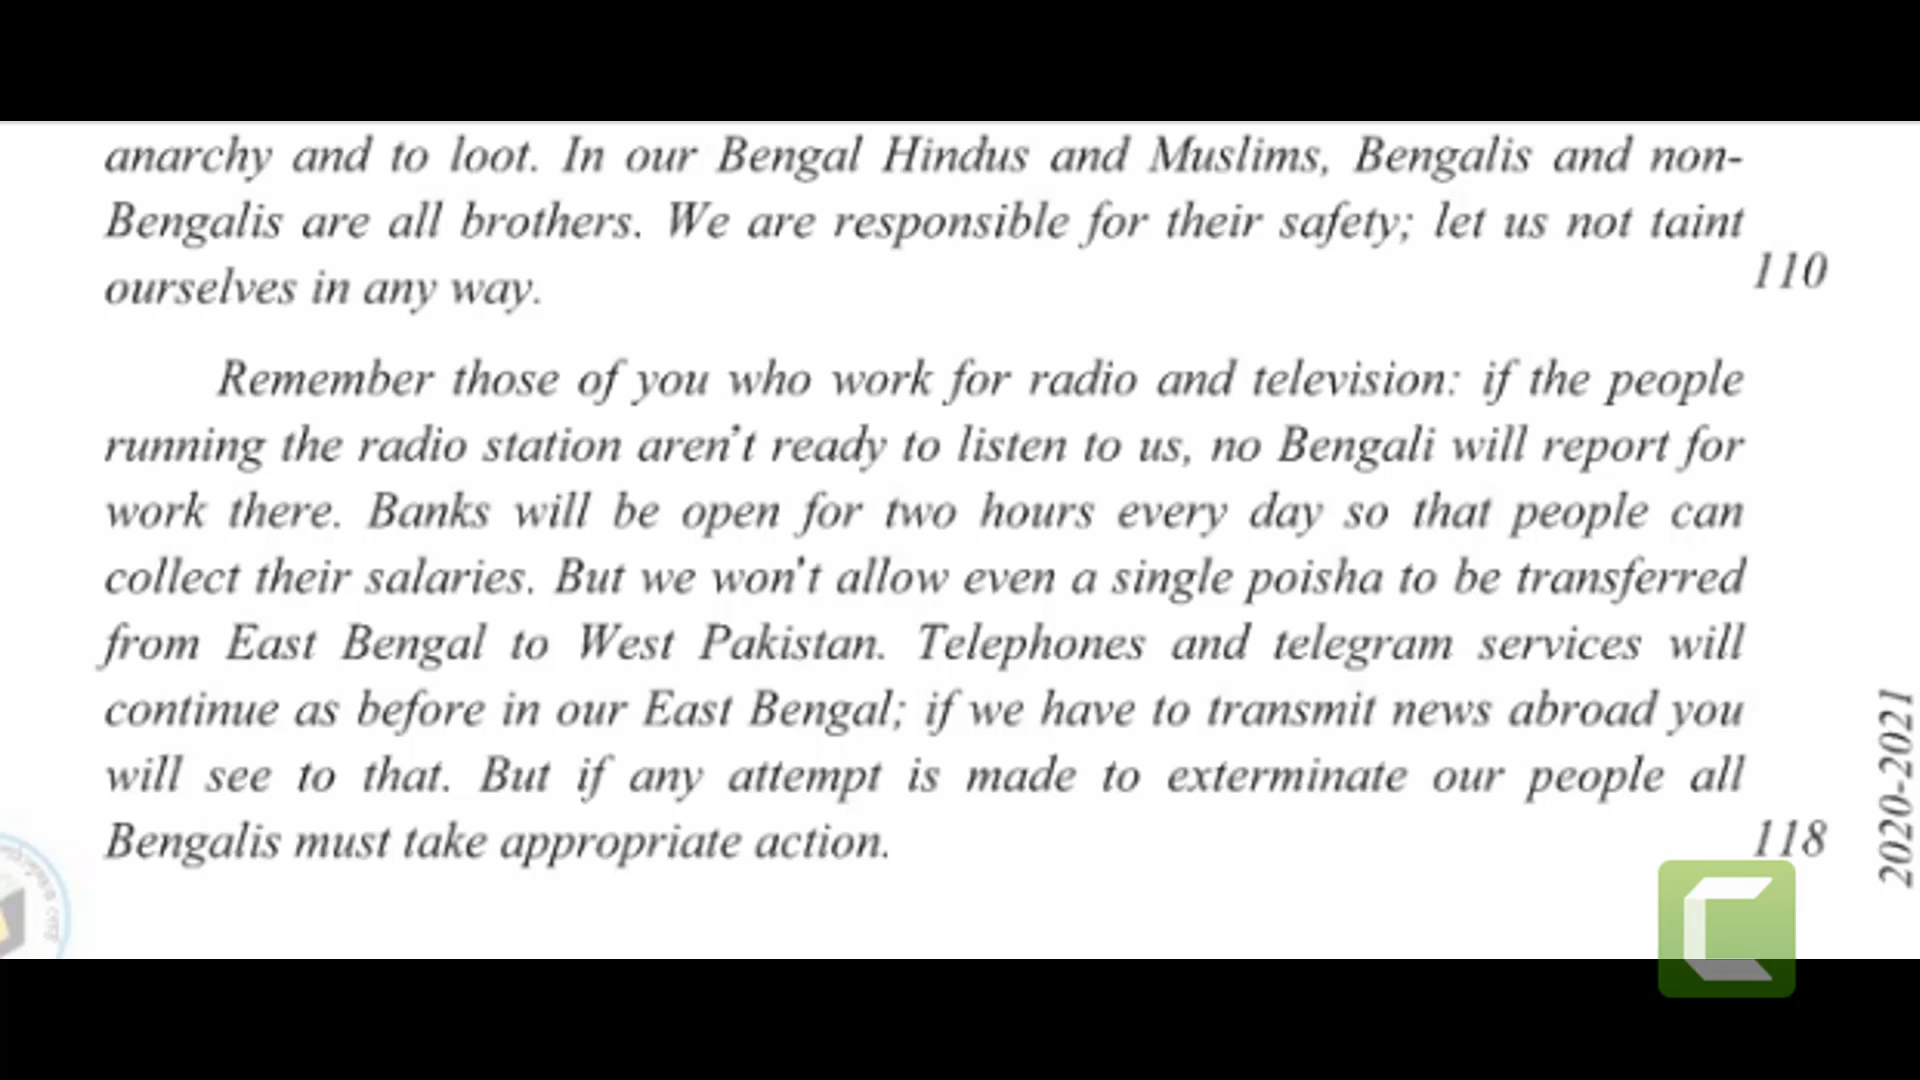 anarchy and to loot. In our Bengal Hindus and Muslims, Bengalis and non-
Bengalis are all brothers. We are responsible for their safety; let us not taint
ourselves in any way.
110
Remember those of you who work for radio and television: if the people
running the radio station aren't ready to listen to us, no Bengali will report for
work there. Banks will be open for two hours every day so that people can
collect their salaries. But we won't allow even a single poisha to be transferred
from East Bengal to West Pakistan. Telephones and telegram services will
continue as before in our East Bengal; if we have to transmit news abroad you
will see to that. But if any attempt is made to exterminate our people all
Bengalis must take appropriate action.
118
2020-2021